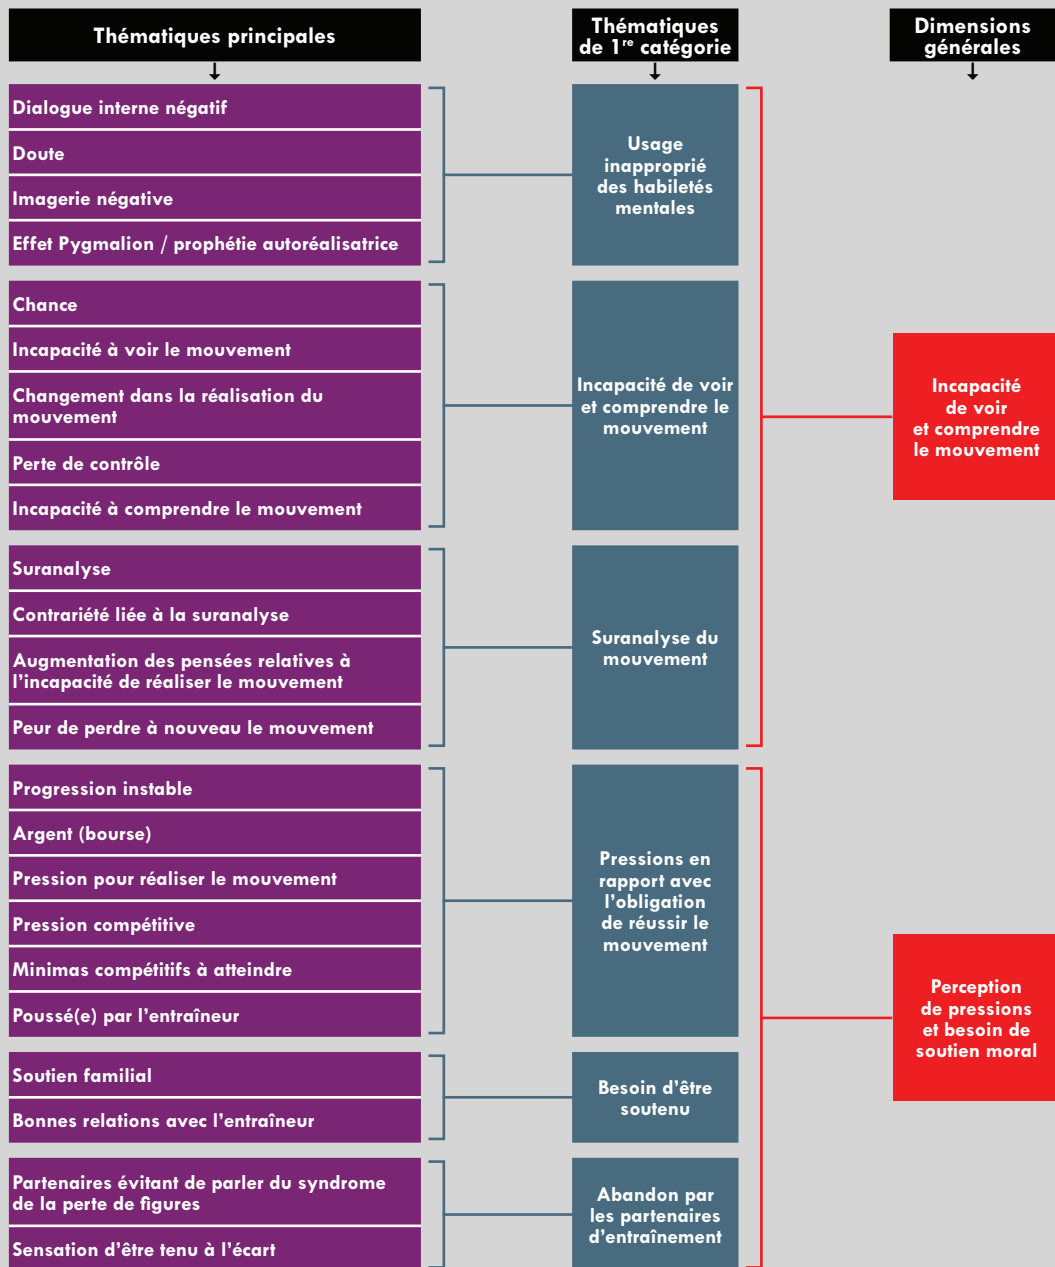 Thématiques principales
Thématiques
de 1re catégorie
Dimensions
générales
Dialogue interne négatif
Doute
Imagerie négative
Effet Pygmalion / prophétie autoréalisatrice
Usage
inapproprié
des habiletés
mentales
Chance
Incapacité à voir le mouvement
Changement dans la réalisation du
mouvement
Perte de contrôle
Incapacité à comprendre le mouvement
Incapacité de voir
et comprendre le
mouvement
Incapacité
de voir
et comprendre
le mouvement
Suranalyse
Contrariété liée à la suranalyse
Augmentation des pensées relatives à
l'incapacité de réaliser le mouvement
Peur de perdre à nouveau le mouvement
Suranalyse du
mouvement
Progression instable
Argent (bourse)
Pression pour réaliser le mouvement
Pression compétitive
Minimas compétitifs à atteindre
Poussé(e) par l'entraîneur
Pressions en
rapport avec
l'obligation
de réussir le
mouvement
Perception
de pressions
et besoin de
soutien moral
Soutien familial
Bonnes relations avec l'entraîneur
Besoin d'être
soutenu
Partenaires évitant de parler du syndrome
de la perte de figures
Sensation d'être tenu à l'écart
Abandon par
les partenaires
d'entraînement